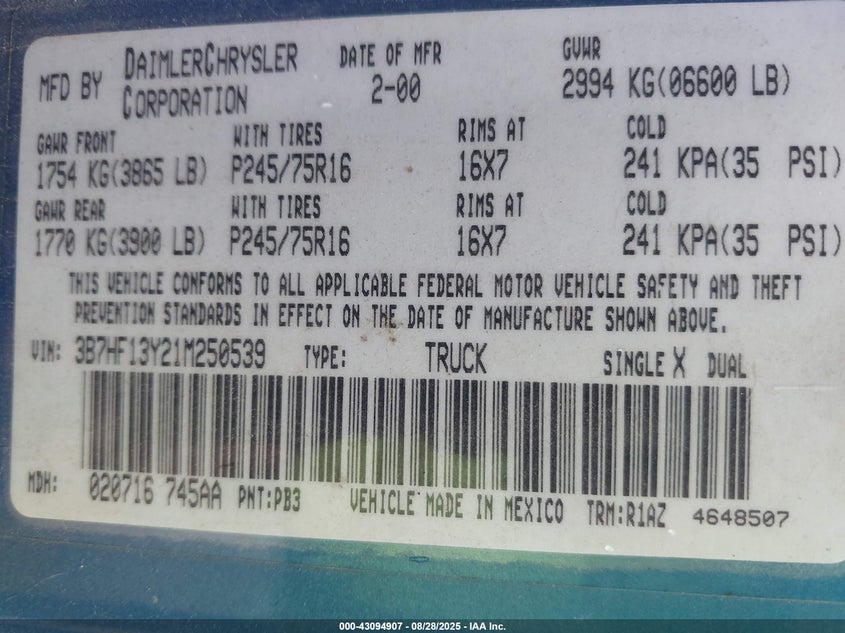 MFD BY DAIMLERCHRYSLER CORPORATION DATE OF MFR 2-00 GVWR 2994 KG(06600 LB)
GAWR FRONT WITH TIRES RIMS AT COLD
1754 KG(3865 LB) P245/75R16 16X7 241 KPA(35 PSI)
GAWR REAR WITH TIRES RIMS AT COLD
1770 KG(3900 LB) P245/75R16 16X7 241 KPA(35 PSI)
THIS VEHICLE CONFORMS TO ALL APPLICABLE FEDERAL MOTOR VEHICLE SAFETY AND THEFT
PREVENTION STANDARDS IN EFFECT ON THE DATE OF MANUFACTURE SHOWN ABOVE.
VIN: 3B7HF13Y21M250539 TYPE: TRUCK SINGLE X DUAL
MDH: 020716 745AA PNT:PB3 VEHICLE MADE IN MEXICO TRM:R1AZ 4648507
000-43094907 - 08/28/2025 - IAA Inc.